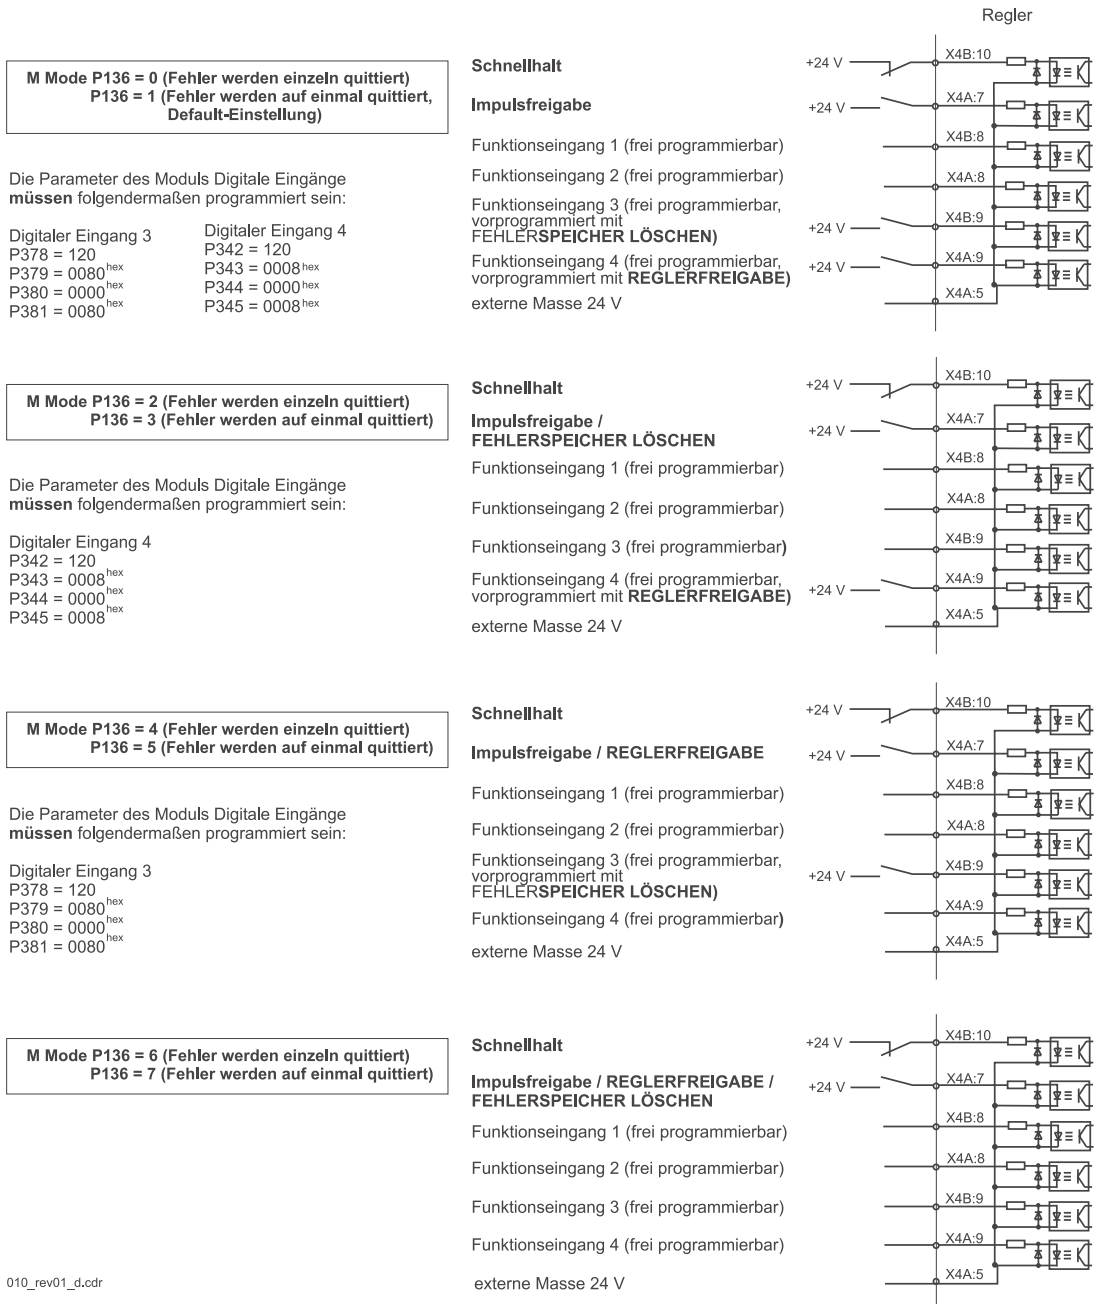 Regler
M Mode P136 = 0 (Fehler werden einzeln quittiert)
P136 = 1 (Fehler werden auf einmal quittiert,
Default-Einstellung)
Die Parameter des Moduls Digitale Eingänge
müssen folgendermaßen programmiert sein:
Digitaler Eingang 3
P378 = 120
P379 = 0080hex
P380 = 0000hex
P381 = 0080hex
Digitaler Eingang 4
P342 = 120
P343 = 0008hex
P344 = 0000hex
P345 = 0008hex
Schnellhalt
Impulsfreigabe
Funktionseingang 1 (frei programmierbar)
Funktionseingang 2 (frei programmierbar)
Funktionseingang 3 (frei programmierbar,
vorprogrammiert mit
FEHLERSPEICHER LÖSCHEN)
Funktionseingang 4 (frei programmierbar,
vorprogrammiert mit REGLERFREIGABE)
externe Masse 24 V
+24 V
+24 V
+24 V
+24 V
X4B:10
X4A:7
X4B:8
X4A:8
X4B:9
X4A:9
X4A:5
M Mode P136 = 2 (Fehler werden einzeln quittiert)
P136 = 3 (Fehler werden auf einmal quittiert)
Die Parameter des Moduls Digitale Eingänge
müssen folgendermaßen programmiert sein:
Digitaler Eingang 4
P342 = 120
P343 = 0008hex
P344 = 0000hex
P345 = 0008hex
Schnellhalt
Impulsfreigabe /
FEHLERSPEICHER LÖSCHEN
Funktionseingang 1 (frei programmierbar)
Funktionseingang 2 (frei programmierbar)
Funktionseingang 3 (frei programmierbar)
Funktionseingang 4 (frei programmierbar,
vorprogrammiert mit REGLERFREIGABE)
externe Masse 24 V
+24 V
+24 V
+24 V
X4B:10
X4A:7
X4B:8
X4A:8
X4B:9
X4A:9
X4A:5
M Mode P136 = 4 (Fehler werden einzeln quittiert)
P136 = 5 (Fehler werden auf einmal quittiert)
Die Parameter des Moduls Digitale Eingänge
müssen folgendermaßen programmiert sein:
Digitaler Eingang 3
P378 = 120
P379 = 0080hex
P380 = 0000hex
P381 = 0080hex
Schnellhalt
Impulsfreigabe / REGLERFREIGABE
Funktionseingang 1 (frei programmierbar)
Funktionseingang 2 (frei programmierbar)
Funktionseingang 3 (frei programmierbar,
vorprogrammiert mit
FEHLERSPEICHER LÖSCHEN)
Funktionseingang 4 (frei programmierbar)
externe Masse 24 V
+24 V
+24 V
+24 V
X4B:10
X4A:7
X4B:8
X4A:8
X4B:9
X4A:9
X4A:5
M Mode P136 = 6 (Fehler werden einzeln quittiert)
P136 = 7 (Fehler werden auf einmal quittiert)
Schnellhalt
Impulsfreigabe / REGLERFREIGABE /
FEHLERSPEICHER LÖSCHEN
Funktionseingang 1 (frei programmierbar)
Funktionseingang 2 (frei programmierbar)
Funktionseingang 3 (frei programmierbar)
Funktionseingang 4 (frei programmierbar)
externe Masse 24 V
+24 V
+24 V
X4B:10
X4A:7
X4B:8
X4A:8
X4B:9
X4A:9
X4A:5
010_rev01_d.cdr